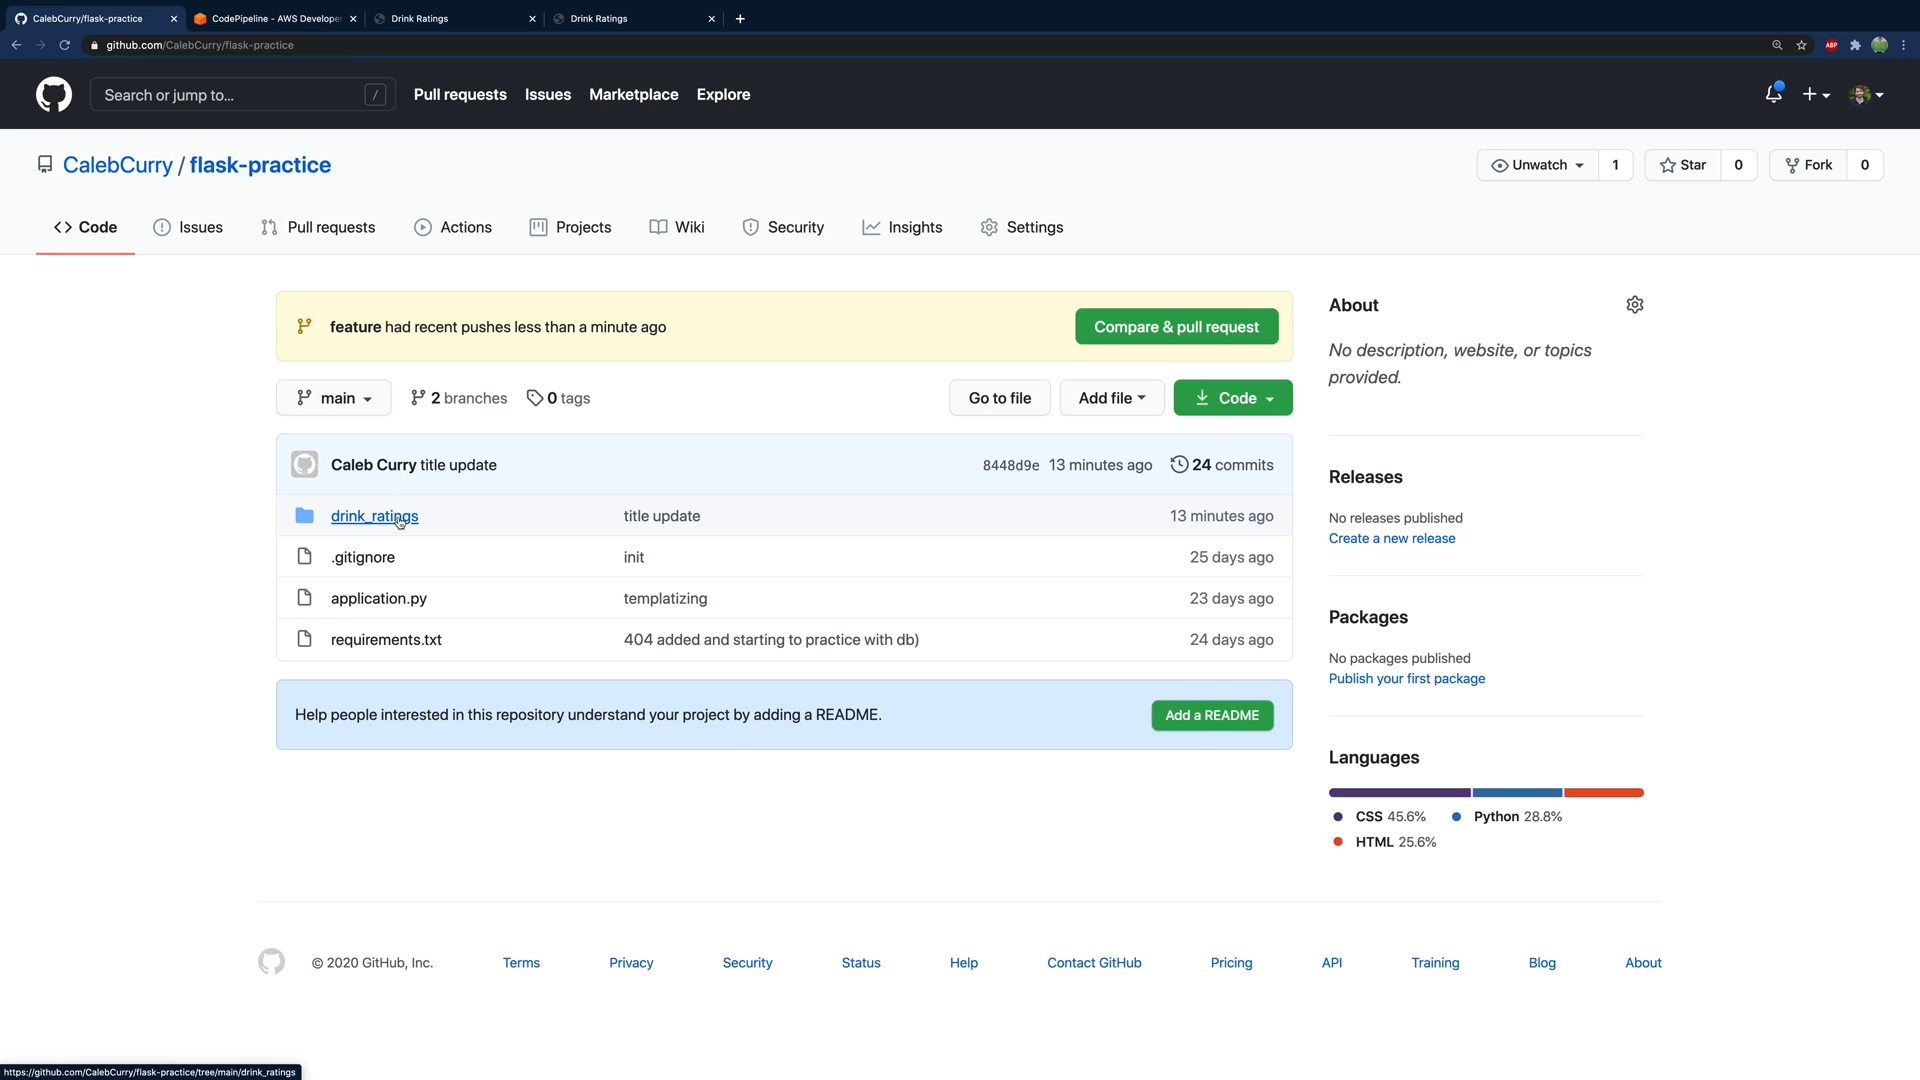 CalebCurry/flask-practice
CodePipeline - AWS Developer
Drink Ratings
Drink Ratings
github.com/CalebCurry/flask-practice
ABP
Search or jump to...
/
Pull requests
Issues
Marketplace
Explore
CalebCurry / flask-practice
Unwatch 1
Star 0
Fork 0
Code
Issues
Pull requests
Actions
Projects
Wiki
Security
Insights
Settings
feature had recent pushes less than a minute ago
Compare & pull request
main
2 branches
0 tags
Go to file
Add file
Code
Caleb Curry title update
8448d9e 13 minutes ago
24 commits
drink_ratings title update 13 minutes ago
.gitignore init 25 days ago
application.py templatizing 23 days ago
requirements.txt 404 added and starting to practice with db) 24 days ago
Help people interested in this repository understand your project by adding a README.
Add a README
About
No description, website, or topics
provided.
Releases
No releases published
Create a new release
Packages
No packages published
Publish your first package
Languages
CSS 45.6% Python 28.8%
HTML 25.6%
© 2020 GitHub, Inc.
Terms
Privacy
Security
Status
Help
Contact GitHub
Pricing
API
Training
Blog
About
https://github.com/CalebCurry/flask-practice/tree/main/drink_ratings